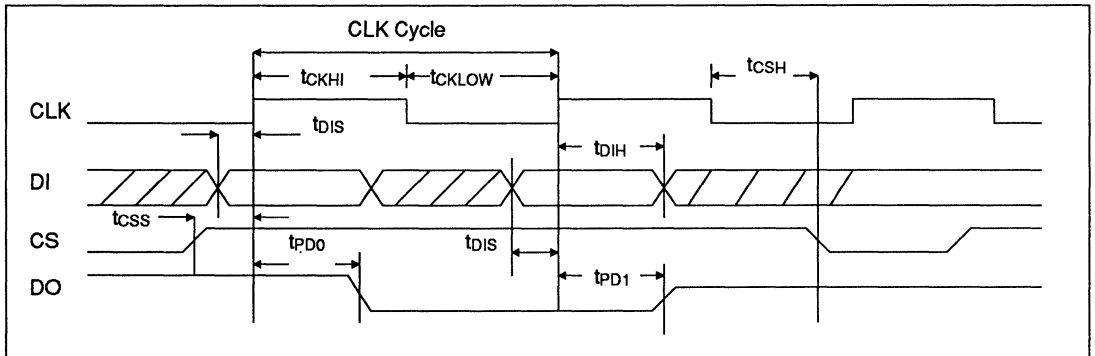 CLK Cycle
tCKHI
tCKLOW
tCSH
CLK
tDIS
tDIH
DI
tCSS
CS
tPD0
tDIS
tPD1
DO